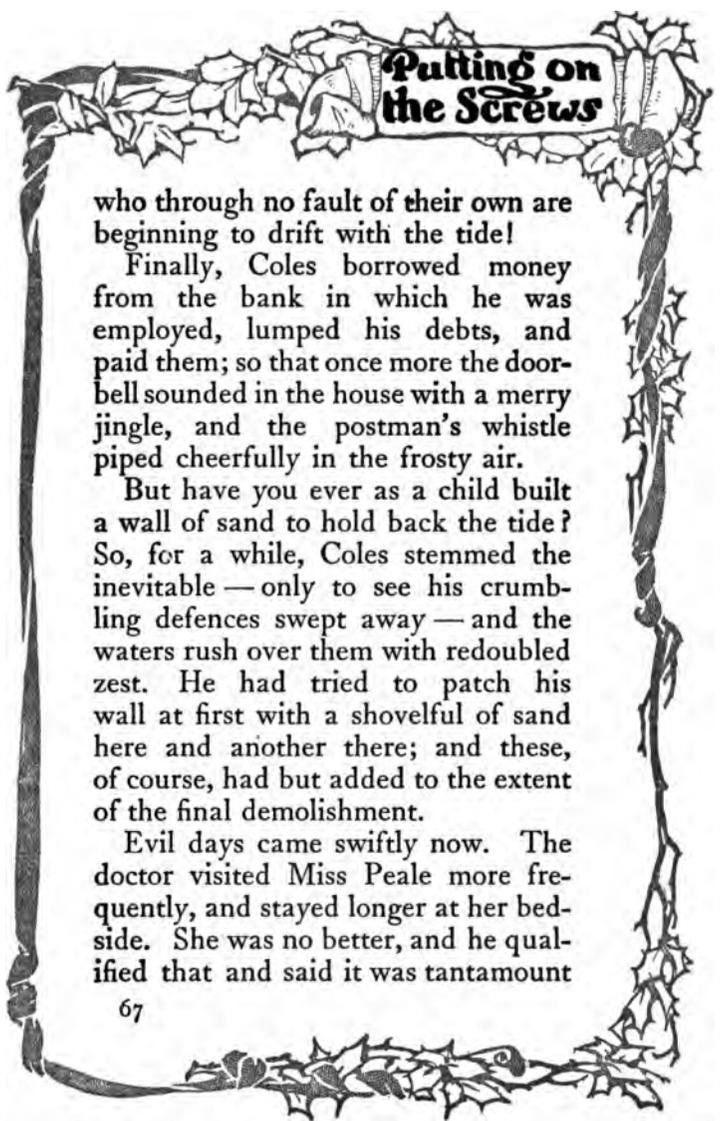 Putting on
the Screws
who through no fault of their own are
beginning to drift with the tide!
Finally, Coles borrowed money
from the bank in which he was
employed, lumped his debts, and
paid them; so that once more the door-
bell sounded in the house with a merry
jingle, and the postman's whistle
piped cheerfully in the frosty air.
But have you ever as a child built
a wall of sand to hold back the tide?
So, for a while, Coles stemmed the
inevitable — only to see his crumb-
ling defences swept away — and the
waters rush over them with redoubled
zest. He had tried to patch his
wall at first with a shovelful of sand
here and another there; and these,
of course, had but added to the extent
of the final demolishment.
Evil days came swiftly now. The
doctor visited Miss Peale more fre-
quently, and stayed longer at her bed-
side. She was no better, and he qual-
ified that and said it was tantamount
67